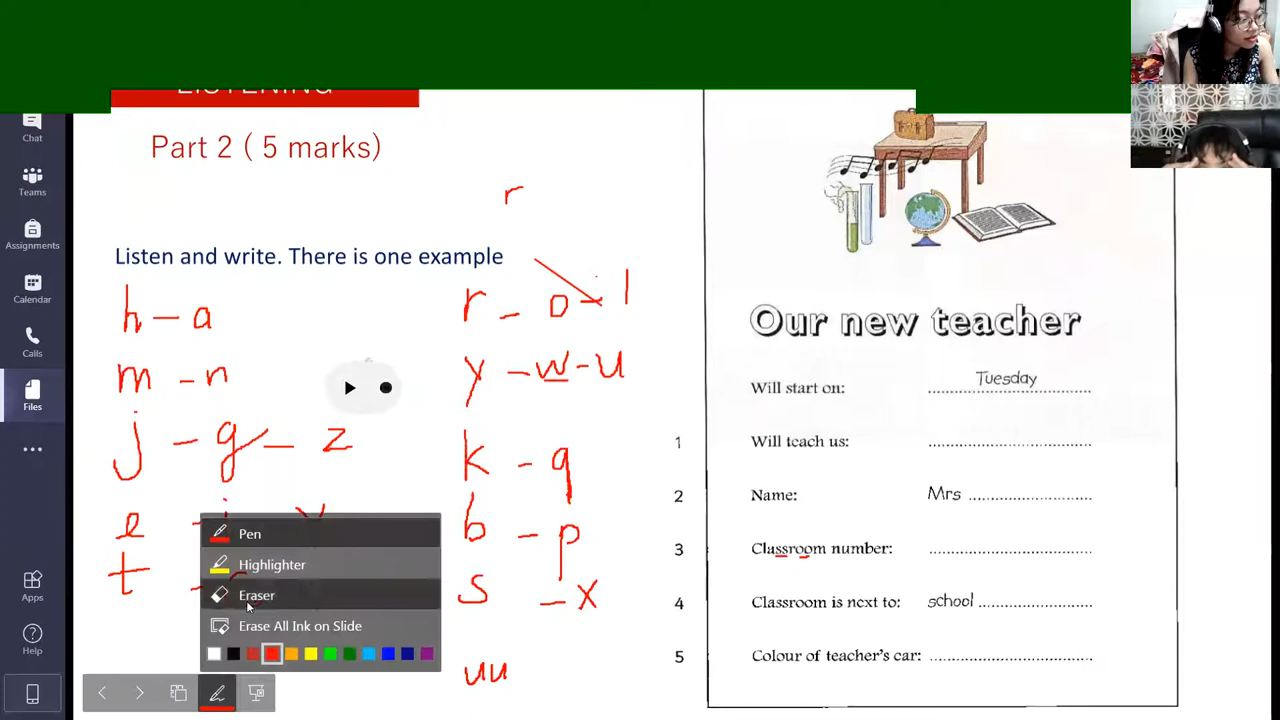 LISTENING
Part 2 ( 5 marks)
r
Listen and write. There is one example
h - a
m - n
j - g - z
e - i v
t -
r - o - l
y - w - u
k - q
b - p
s - x
uu
Our new teacher
Will start on: Tuesday
1 Will teach us:
2 Name: Mrs
3 Classroom number:
4 Classroom is next to: school
5 Colour of teacher's car:
Chat
Teams
Assignments
Calendar
Calls
Files
Apps
Help
Pen
Highlighter
Eraser
Erase All Ink on Slide